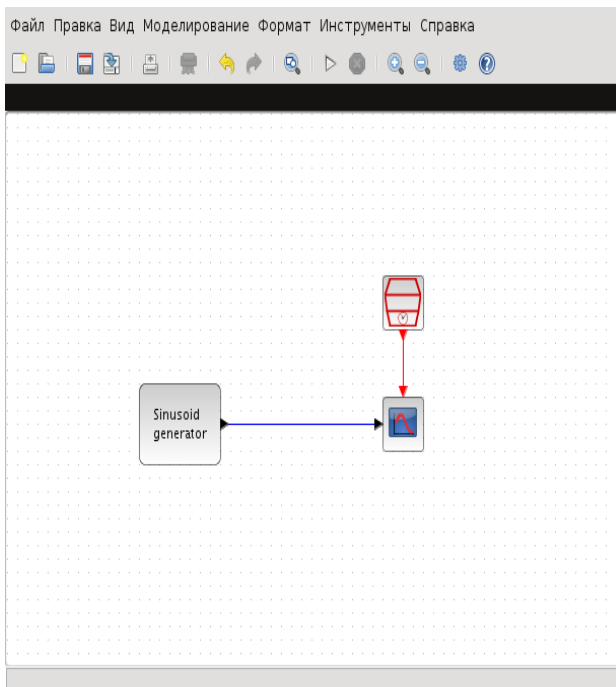 Файл Правка Вид Моделирование Формат Инструменты Справка
Sinusoid
generator